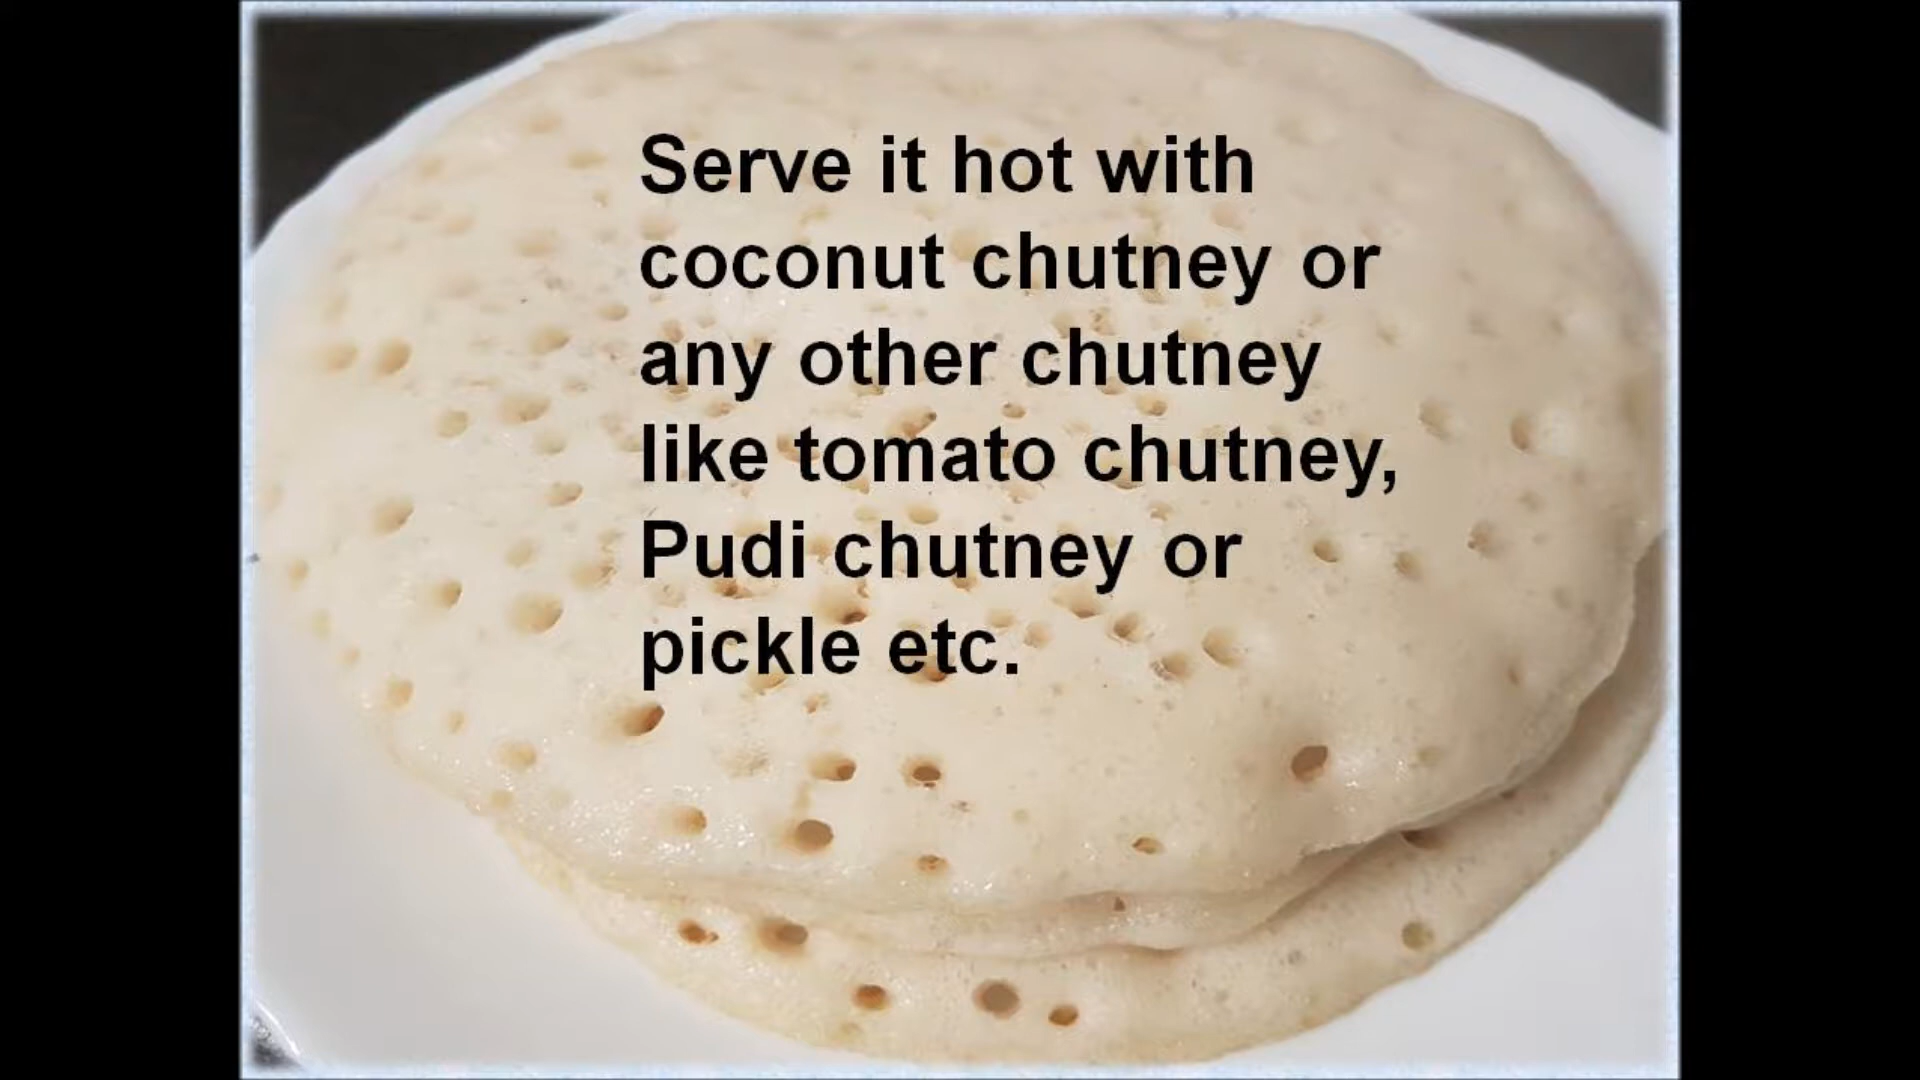 Serve it hot with
coconut chutney or
any other chutney
like tomato chutney,
Pudi chutney or
pickle etc.